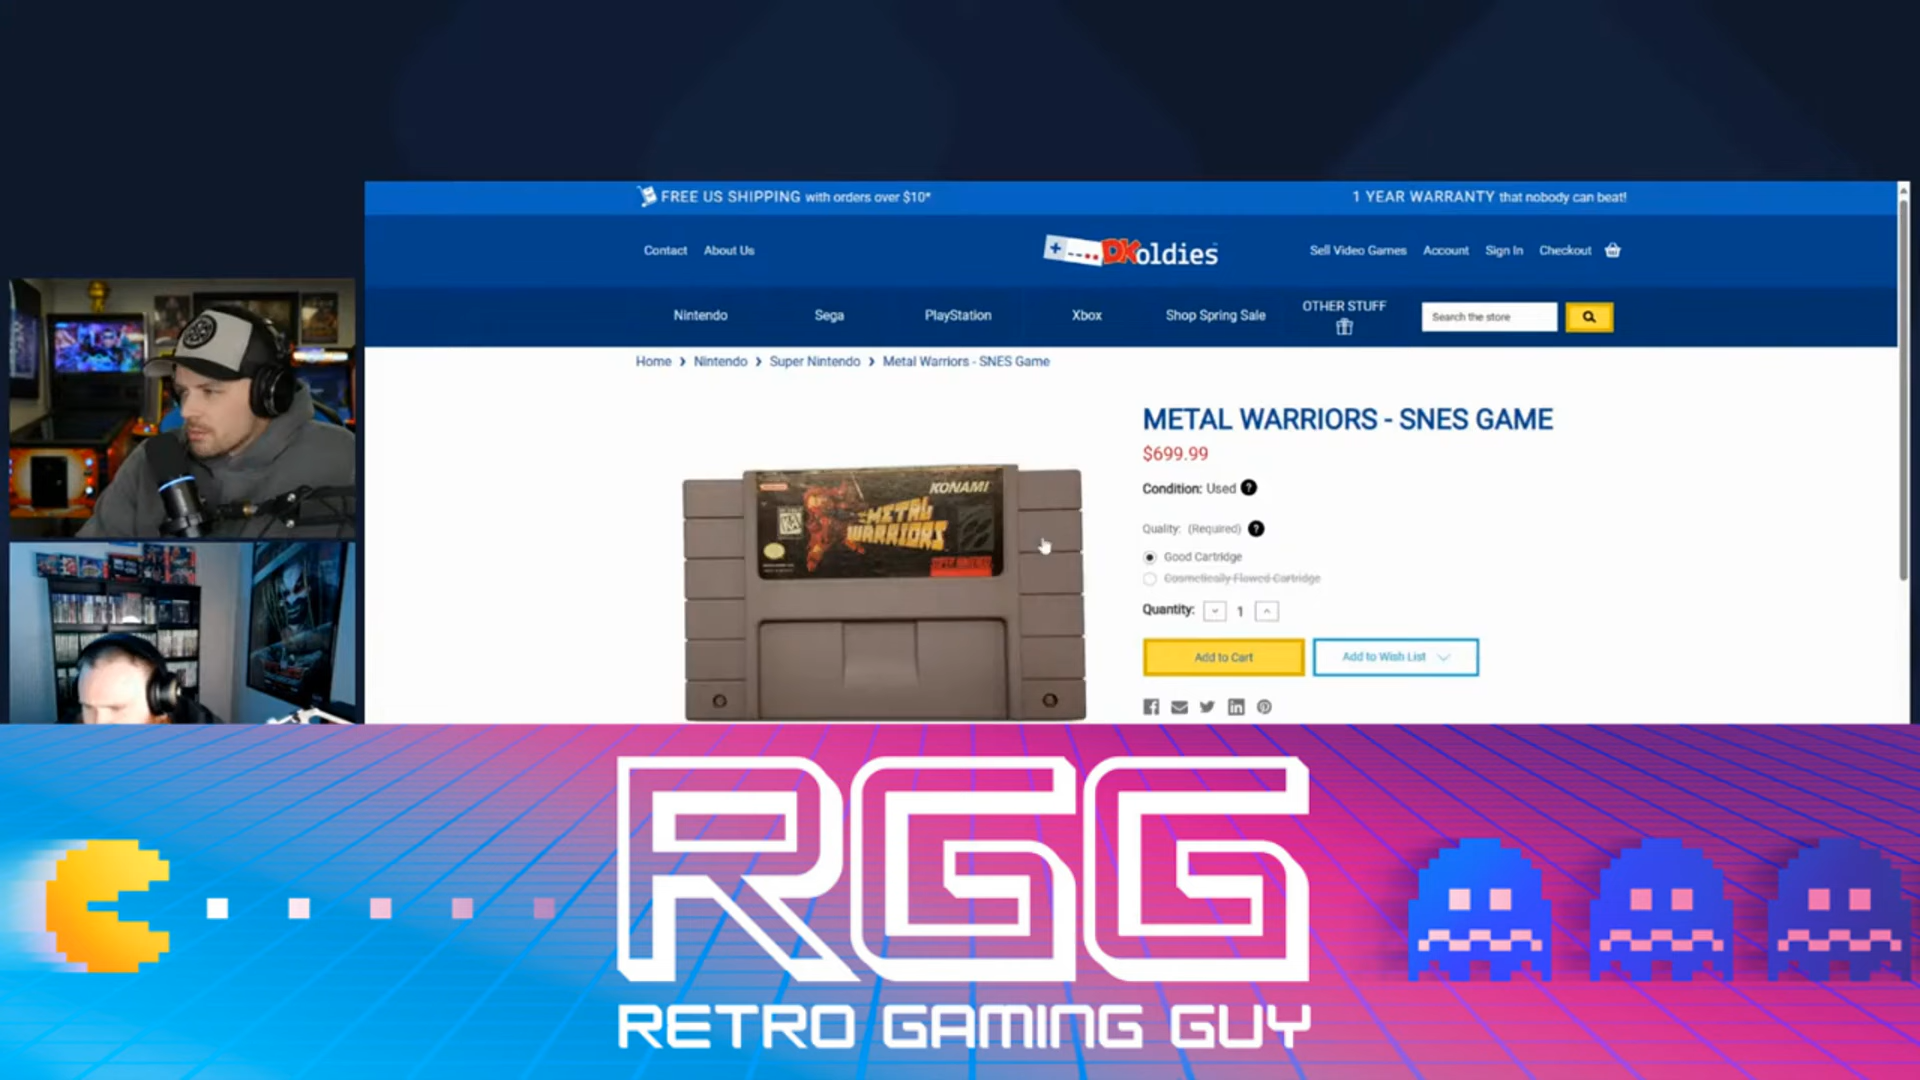 FREE US SHIPPING with orders over $10*
1 YEAR WARRANTY that nobody can beat!
Contact About Us
DKoldies
Sell Video Games Account Sign In Checkout
Nintendo Sega PlayStation Xbox Shop Spring Sale OTHER STUFF Search the store
Home > Nintendo > Super Nintendo > Metal Warriors - SNES Game
METAL WARRIORS - SNES GAME
$699.99
Condition: Used ?
Quality: (Required) ?
Good Cartridge
Cosmetically Flawed Cartridge
Quantity: 1
Add to Cart Add to Wish List
KONAMI
METAL
WARRIORS
K-A
RGG
RETRO GAMING GUY